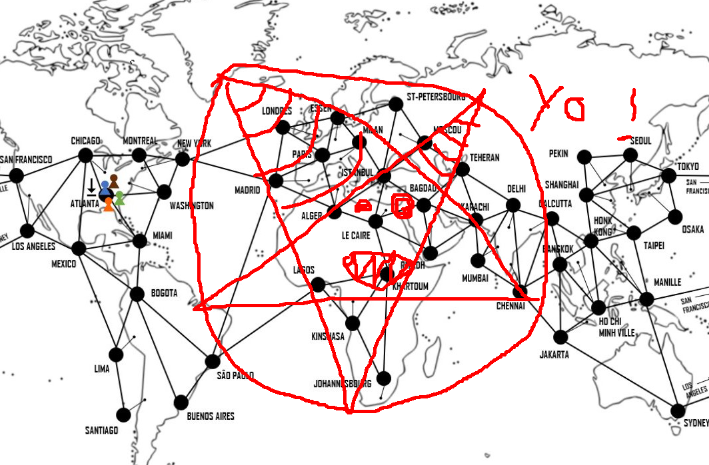 Yo !
LONDRES
ESSEN
ST-PETERSBOURG
MILAN
MOSCOU
CHICAGO
MONTREAL
NEW YORK
PARIS
ISTANBUL
TEHERAN
PEKIN
SEOUL
SAN FRANCISCO
TOKYO
SAN
MADRID
BAGDAD
DELHI
SHANGHAI
ATLANTA
WASHINGTON
ALGER
KARACHI
CALCUTTA
HONK
KONG
OSAKA
LOS ANGELES
MIAMI
LE CAIRE
BANGKOK
TAIPEI
MEXICO
LAGOS
RIYADH
MUMBAI
MANILLE
BOGOTA
KHARTOUM
CHENNAI
SAN
FRANCISCO
HO CHI
MINH VILLE
KINSHASA
JAKARTA
LIMA
SÃO PAULO
JOHANNESBURG
LOS
ANGELES
BUENOS AIRES
SANTIAGO
SYDNEY